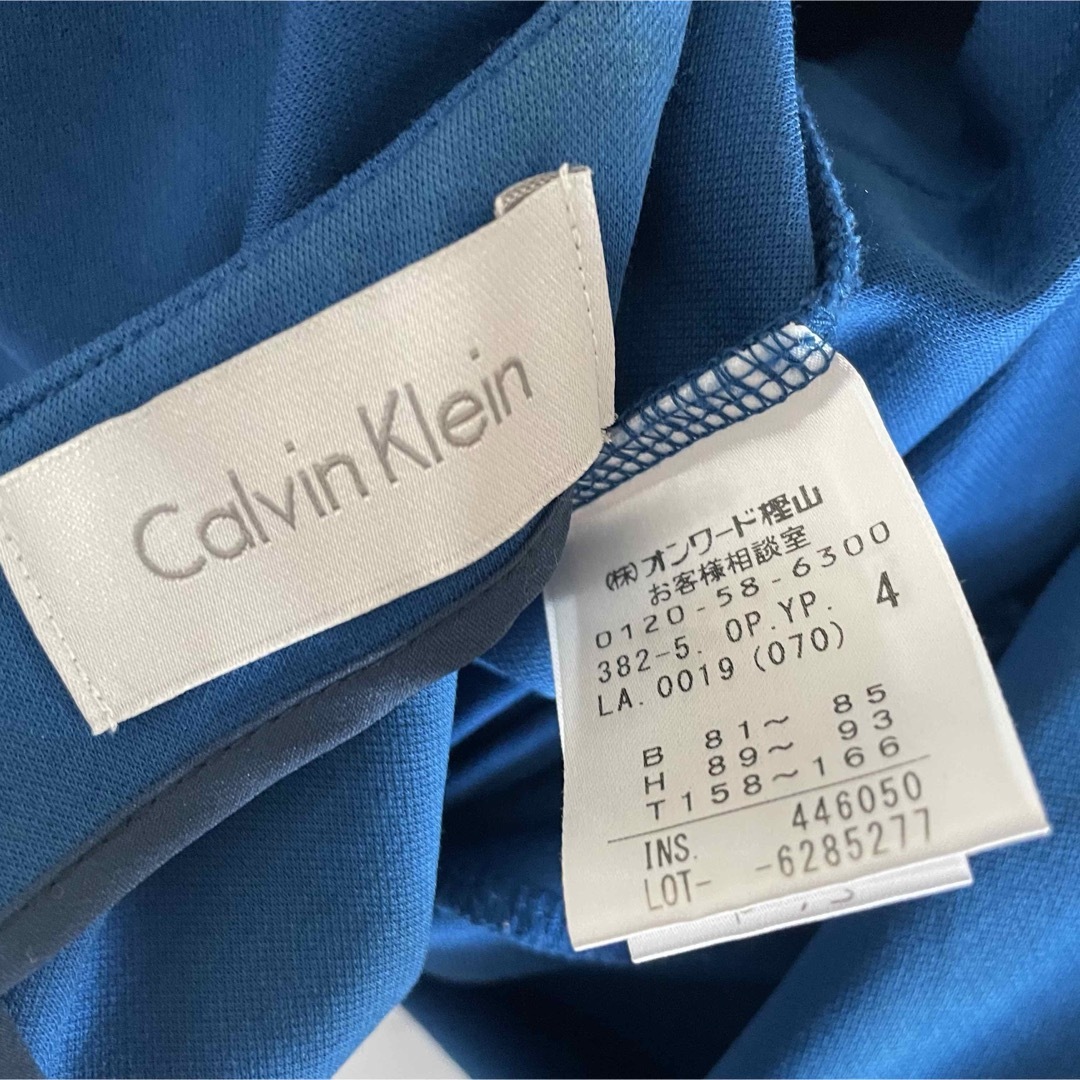 Calvin Klein
㈱オンワード樫山
お客様相談室
0120-58-6300
382-5. OP.YP. 4
LA.0019 (070)
B 81～ 85
H 89～ 93
T158～166
INS. 446050
LOT- -6285277